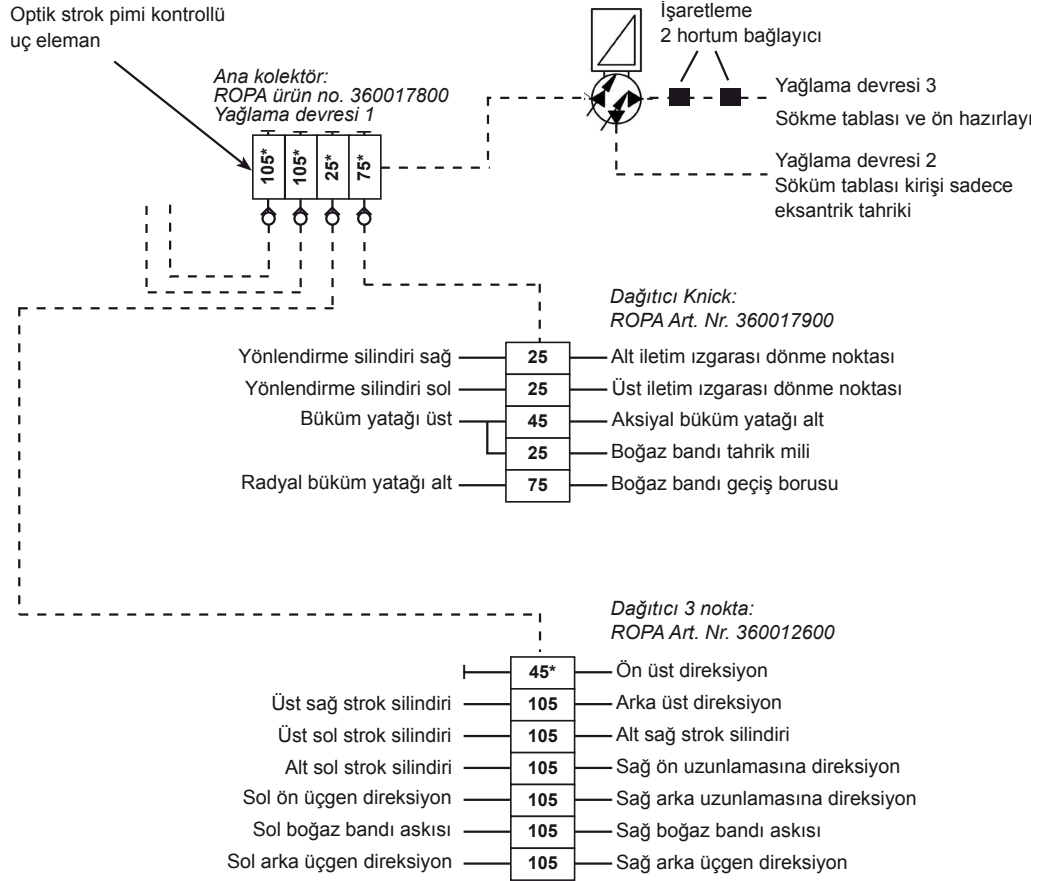 Optik strok pimi kontrollü
uç eleman
Ana kolektör:
ROPA ürün no. 360017800
Yağlama devresi 1
105*
105*
25*
75*
İşaretleme
2 hortum bağlayıcı
Yağlama devresi 3
Sökme tablası ve ön hazırlayı
Yağlama devresi 2
Söküm tablası kirişi sadece
eksantrik tahriki
Dağıtıcı Knick:
ROPA Art. Nr. 360017900
Yönlendirme silindiri sağ 25 Alt iletim ızgarası dönme noktası
Yönlendirme silindiri sol 25 Üst iletim ızgarası dönme noktası
Büküm yatağı üst 45 Aksiyal büküm yatağı alt
25 Boğaz bandı tahrik mili
Radyal büküm yatağı alt 75 Boğaz bandı geçiş borusu
Dağıtıcı 3 nokta:
ROPA Art. Nr. 360012600
45* Ön üst direksiyon
Üst sağ strok silindiri 105 Arka üst direksiyon
Üst sol strok silindiri 105 Alt sağ strok silindiri
Alt sol strok silindiri 105 Sağ ön uzunlamasına direksiyon
Sol ön üçgen direksiyon 105 Sağ arka uzunlamasına direksiyon
Sol boğaz bandı askısı 105 Sağ boğaz bandı askısı
Sol arka üçgen direksiyon 105 Sağ arka üçgen direksiyon